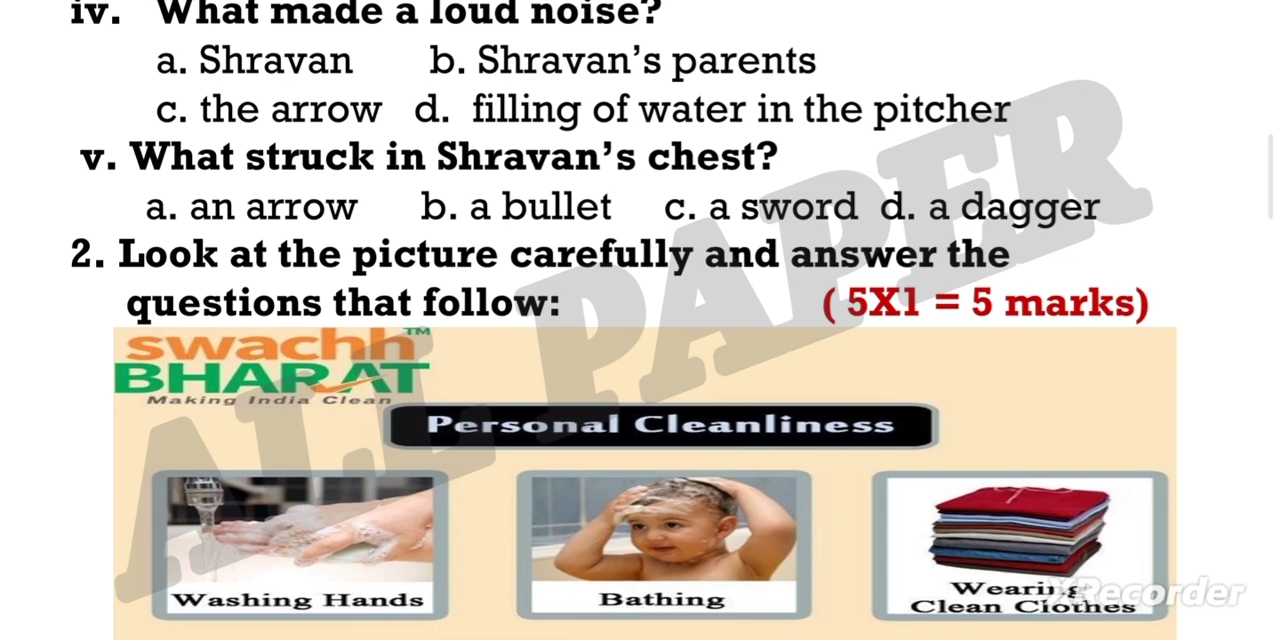 iv. What made a loud noise?
a. Shravan b. Shravan's parents
c. the arrow d. filling of water in the pitcher
v. What struck in Shravan's chest?
a. an arrow b. a bullet c. a sword d. a dagger
2. Look at the picture carefully and answer the
questions that follow:
( 5X1 = 5 marks)
swachh™
BHARAT
Making India Clean
Personal Cleanliness
Washing Hands
Bathing
Wearing
Clean Clothes
ALL PAPER
XRecorder